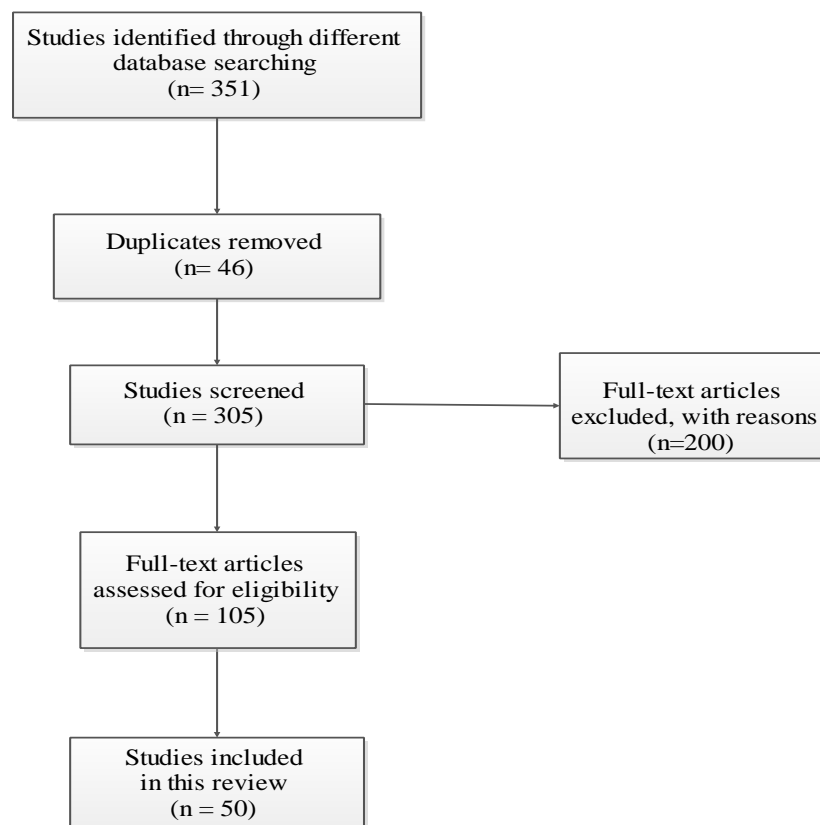 Studies identified through different
database searching
(n= 351)
Duplicates removed
(n= 46)
Studies screened
(n = 305)
Full-text articles
excluded, with reasons
(n=200)
Full-text articles
assessed for eligibility
(n = 105)
Studies included
in this review
(n = 50)